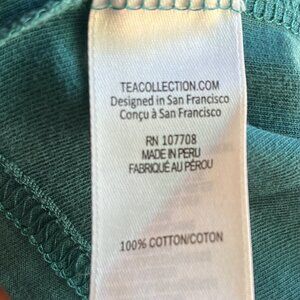 TEACOLLECTION.COM
Designed in San Francisco
Conçu à San Francisco
RN 107708
MADE IN PERU
FABRIQUÉ AU PÉROU
100% COTTON/COTON